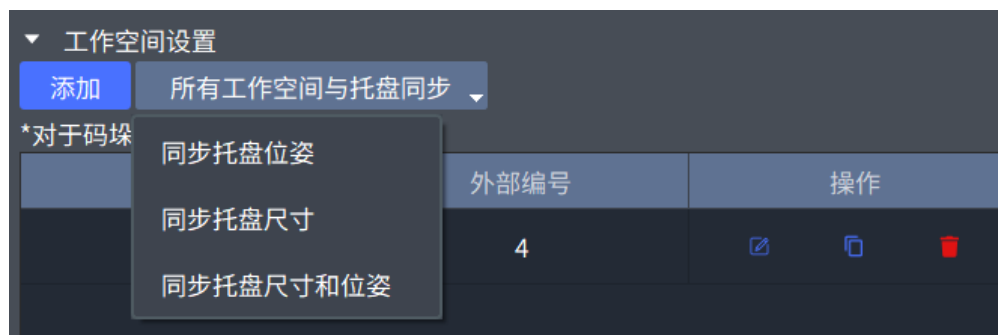 工作空间设置
添加 所有工作空间与托盘同步
*对于码垛
同步托盘位姿
外部编号 操作
同步托盘尺寸
4
同步托盘尺寸和位姿